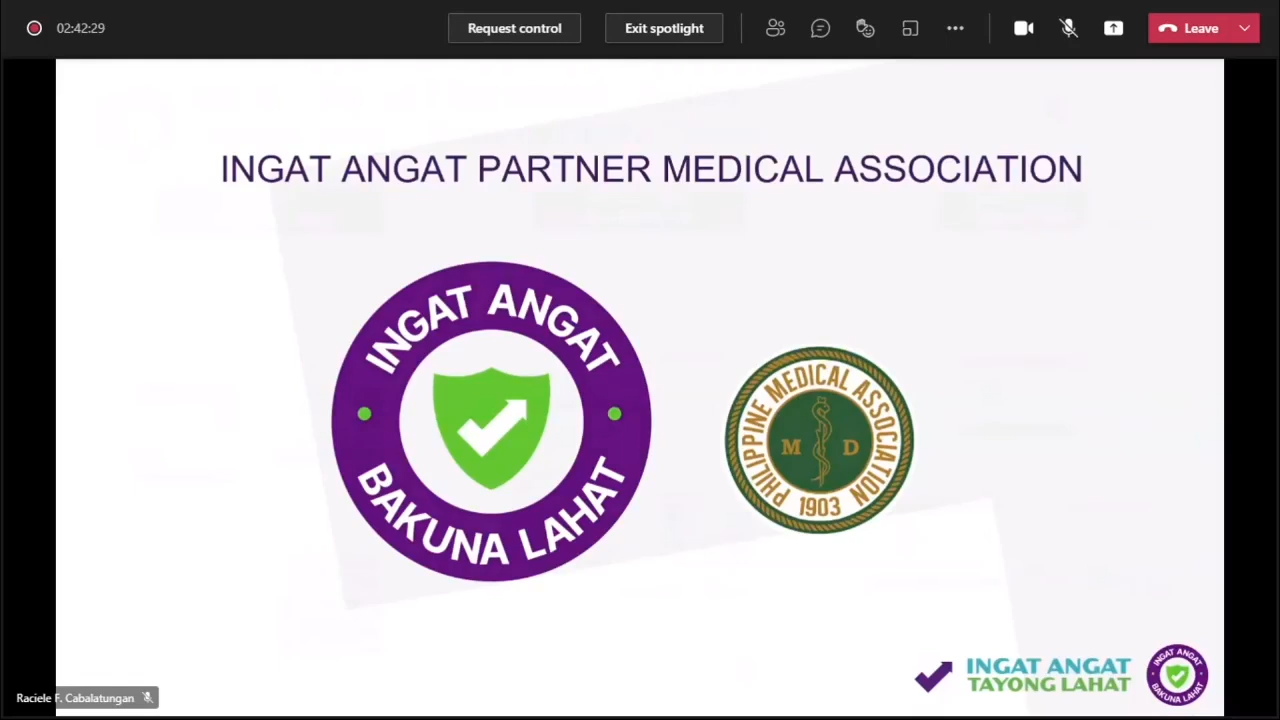 02:42:29
Request control
Exit spotlight
Leave
INGAT ANGAT PARTNER MEDICAL ASSOCIATION
INGAT ANGAT
BAKUNA LAHAT
PHILIPPINE MEDICAL ASSOCIATION
M D
1903
INGAT ANGAT
TAYONG LAHAT
INGAT ANGAT
BAKUNA LAHAT
Raciele F. Cabalatungan